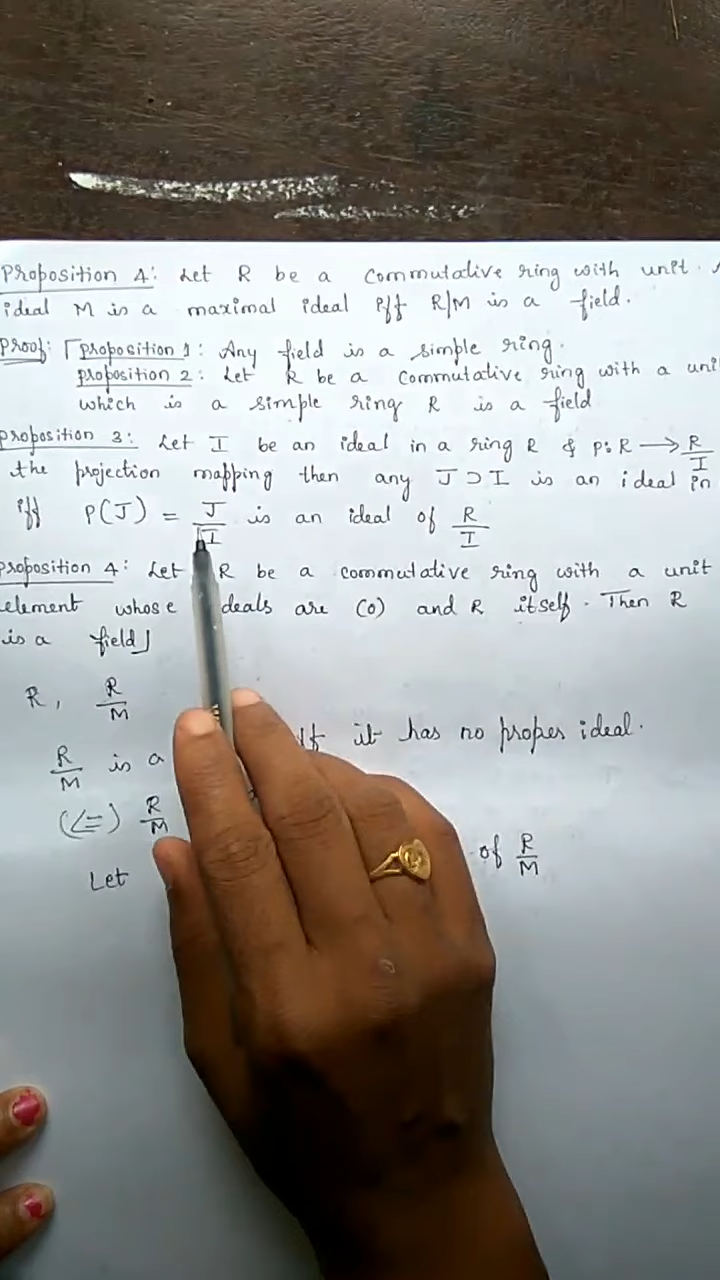 Proposition 4: Let R be a commutative ring with unit.
ideal M is a maximal ideal iff R/M is a field.
Proof: ⌈Proposition 1: Any field is a simple ring.
Proposition 2: Let R be a commutative ring with a uni
which is a simple ring R is a field
Proposition 3: Let I be an ideal in a ring R & P: R → R/I
the projection mapping then any J ⊃ I is an ideal in
iff P(J) = J/I is an ideal of R/I
Proposition 4: Let R be a commutative ring with a unit
element whose deals are (0) and R itself. Then R
is a field⌋
R, R/M
R/M is a it has no proper ideal.
(<=) R/M
Let of R/M